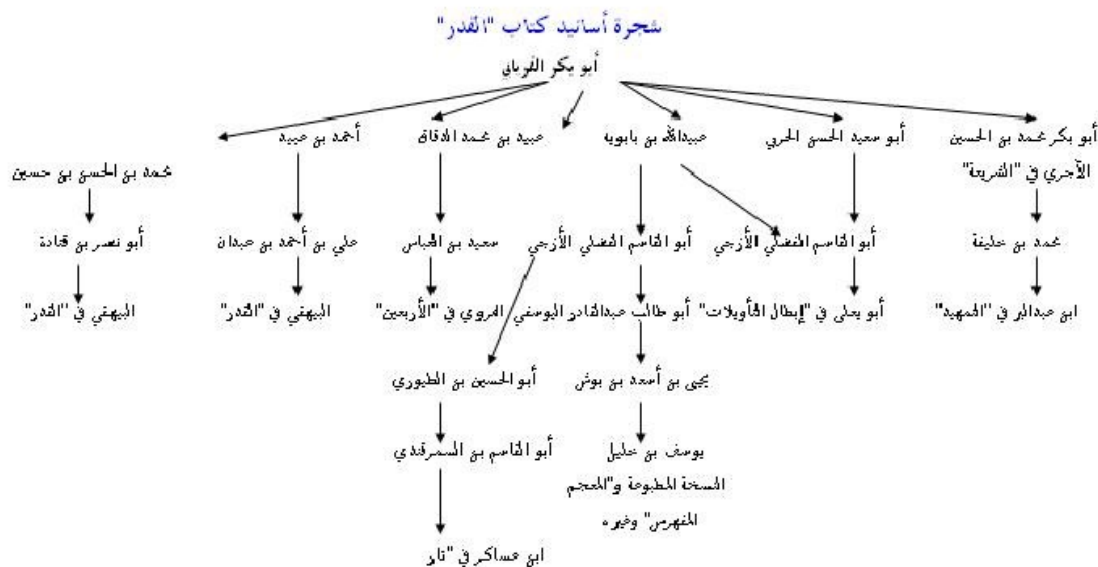 شجرة أسانيد كتاب "القدر"
أبو بكر الفريابي
أبو بكر محمد بن الحسين
الآجري في "الشريعة"
أبو سعيد الحسن الحربي
عبيدالله بن بابويه
عبيد بن محمد الدقاق
أحمد بن عبيد
محمد بن الحسن بن حسين
محمد بن خليفة
أبو القاسم الفضلي الأزجي
أبو القاسم الفضلي الأزجي
سعيد بن العباس
علي بن أحمد بن عبدان
أبو نصر بن قتادة
ابن عبدالبر في "التمهيد"
أبو يعلى في "إبطال التأويلات"
أبو طالب عبدالقادر اليوسفي
الهروي في "الأربعين"
البيهقي في "القدر"
البيهقي في "القدر"
يحيى بن أسعد بن بوش
أبو الحسين بن الطيوري
يوسف بن خليل
النسخة المطبوعة و"المعجم
المفهرس" وغيره
أبو القاسم بن السمرقندي
ابن عساكر في "تار